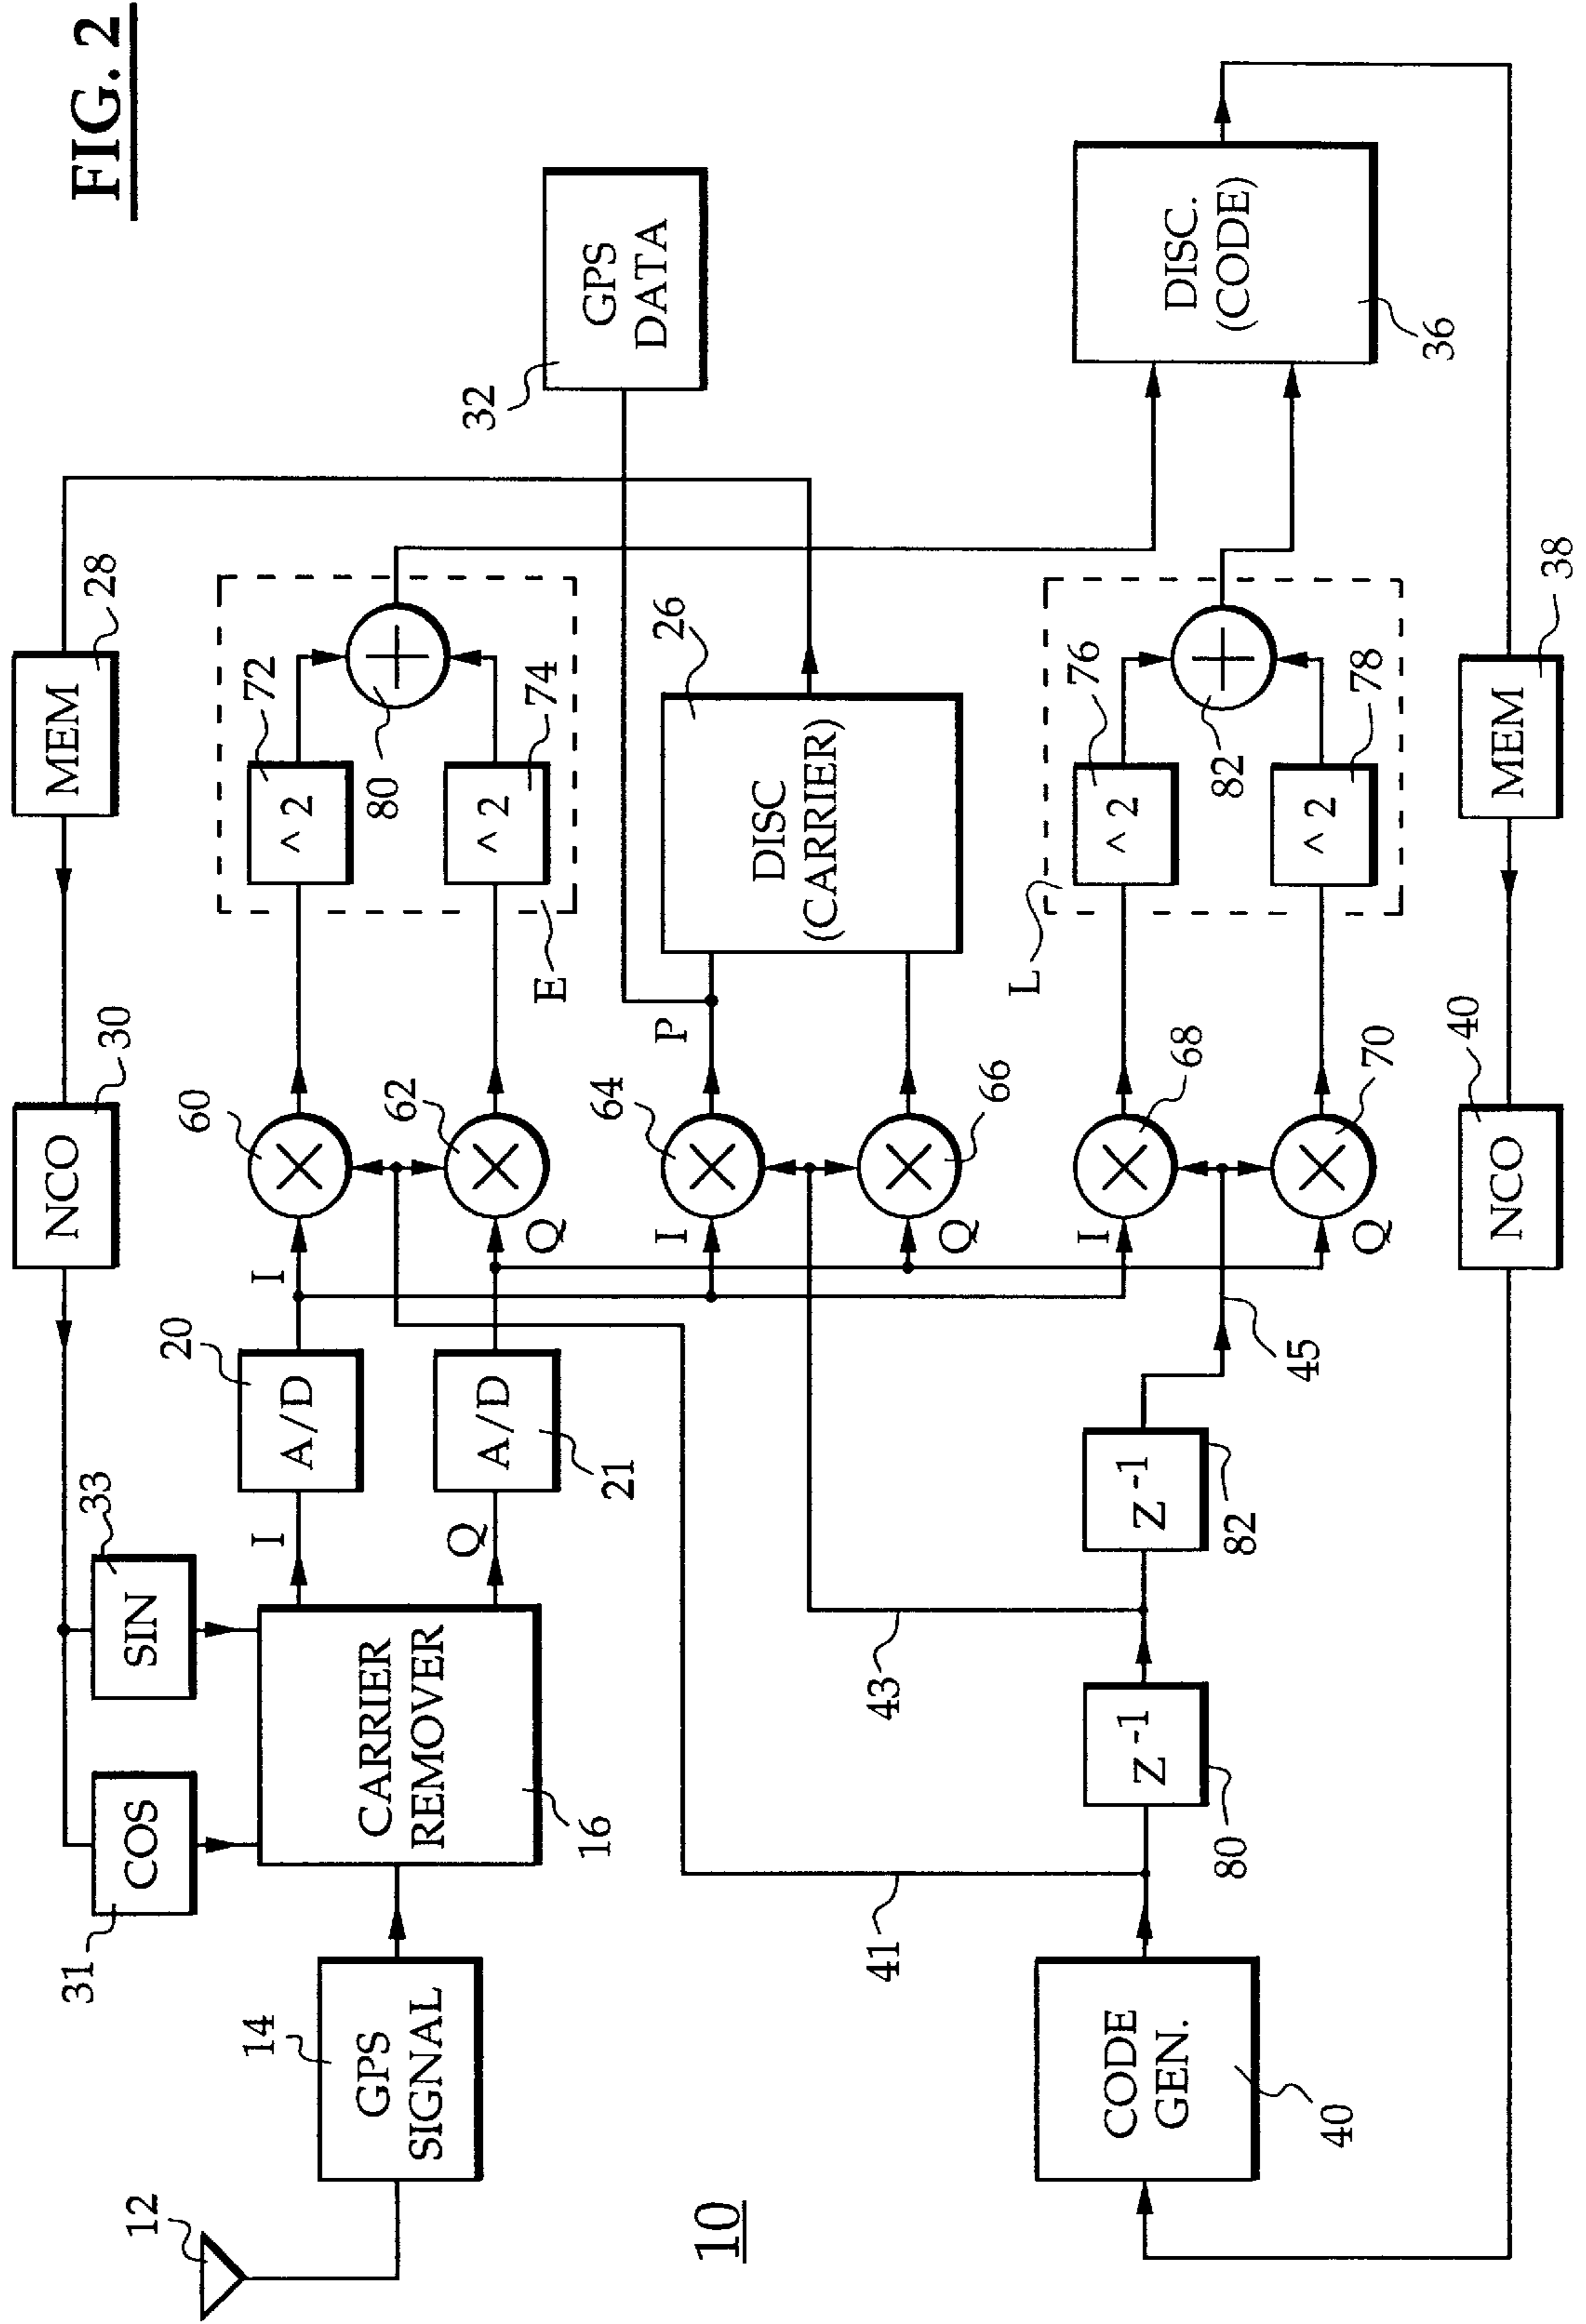 FIG. 2
MEM
28
NCO
30
COS
31
SIN
33
12
14
GPS
SIGNAL
CARRIER
REMOVER
16
I
Q
A/D
20
A/D
21
I
Q
60
62
^2
72
^2
74
80
E
GPS
DATA
32
I
Q
64
66
P
DISC
(CARRIER)
26
10
41
43
CODE
GEN.
40
Z-1
80
Z-1
82
45
I
Q
68
70
L
^2
76
^2
78
82
DISC.
(CODE)
36
NCO
40
MEM
38